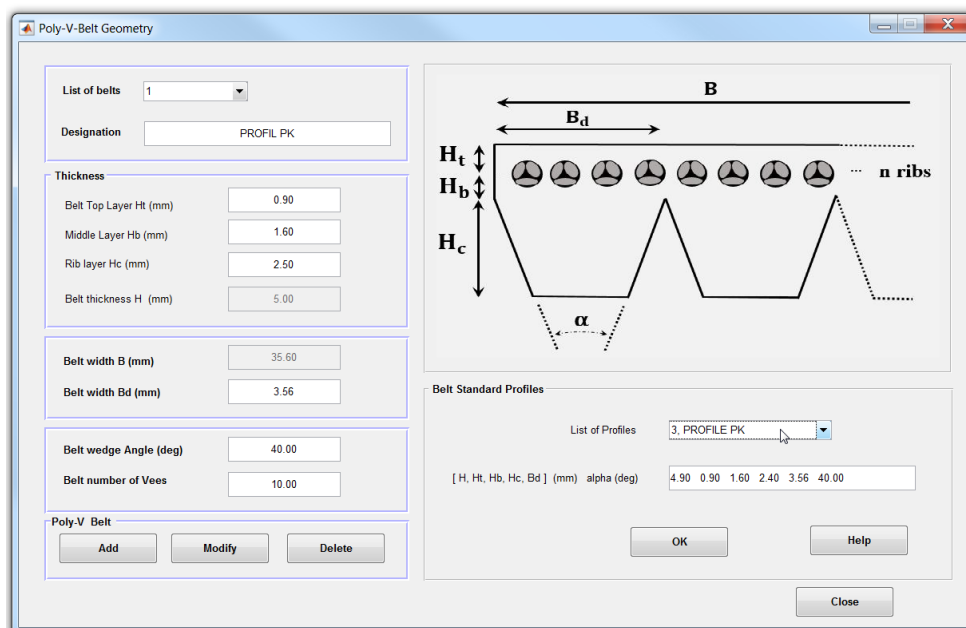 Poly-V-Belt Geometry
List of belts 1
Designation PROFIL PK
Thickness
Belt Top Layer Ht (mm) 0.90
Middle Layer Hb (mm) 1.60
Rib layer Hc (mm) 2.50
Belt thickness H (mm) 5.00
Belt width B (mm) 35.60
Belt width Bd (mm) 3.56
Belt wedge Angle (deg) 40.00
Belt number of Vees 10.00
Poly-V Belt
Add Modify Delete
B
Bd
Ht
Hb
... n ribs
Hc
α
Belt Standard Profiles
List of Profiles 3, PROFILE PK
[ H, Ht, Hb, Hc, Bd ] (mm) alpha (deg) 4.90 0.90 1.60 2.40 3.56 40.00
OK Help
Close